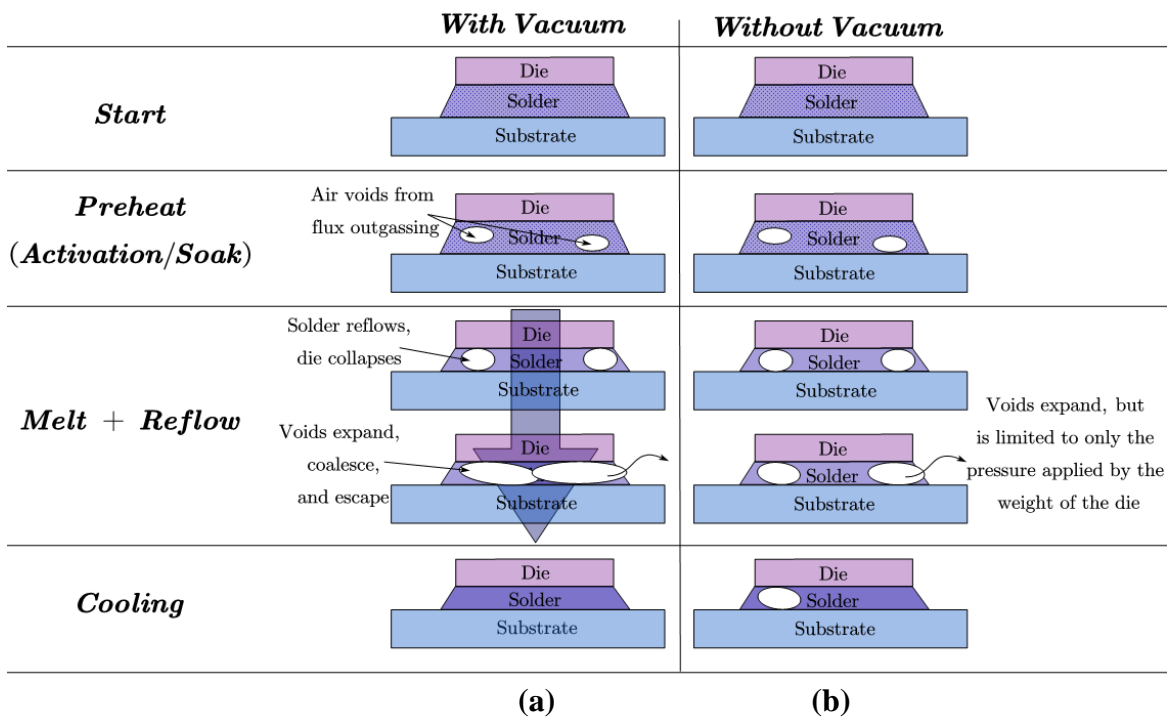 With Vacuum
Without Vacuum
Start
Die
Solder
Substrate
Die
Solder
Substrate
Preheat
(Activation/Soak)
Air voids from
flux outgassing
Die
Solder
Substrate
Die
Solder
Substrate
Melt + Reflow
Solder reflows,
die collapses
Die
Solder
Substrate
Die
Solder
Substrate
Voids expand,
coalesce,
and escape
Die
Substrate
Die
Solder
Substrate
Voids expand, but
is limited to only the
pressure applied by the
weight of the die
Cooling
Die
Solder
Substrate
Die
Solder
Substrate
(a)
(b)